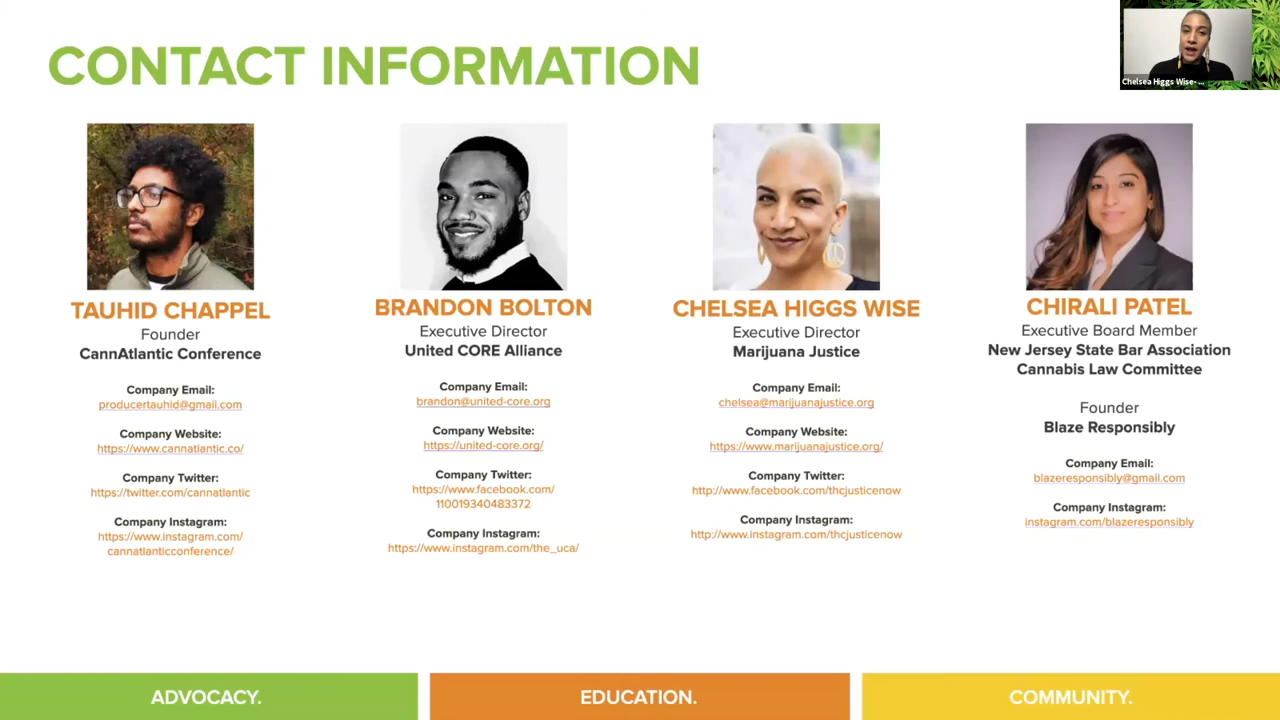 CONTACT INFORMATION
Chelsea Higgs Wise- ...
TAUHID CHAPPEL
Founder
CannAtlantic Conference
Company Email:
producertauhid@gmail.com
Company Website:
https://www.cannatlantic.co/
Company Twitter:
https://twitter.com/cannatlantic
Company Instagram:
https://www.instagram.com/
cannatlanticconference/
BRANDON BOLTON
Executive Director
United CORE Alliance
Company Email:
brandon@united-core.org
Company Website:
https://united-core.org/
Company Twitter:
https://www.facebook.com/
110019340483372
Company Instagram:
https://www.instagram.com/the_uca/
CHELSEA HIGGS WISE
Executive Director
Marijuana Justice
Company Email:
chelsea@marijuanajustice.org
Company Website:
https://www.marijuanajustice.org/
Company Twitter:
http://www.facebook.com/thcjusticenow
Company Instagram:
http://www.instagram.com/thcjusticenow
CHIRALI PATEL
Executive Board Member
New Jersey State Bar Association
Cannabis Law Committee
Founder
Blaze Responsibly
Company Email:
blazeresponsibly@gmail.com
Company Instagram:
instagram.com/blazeresponsibly
ADVOCACY.
EDUCATION.
COMMUNITY.